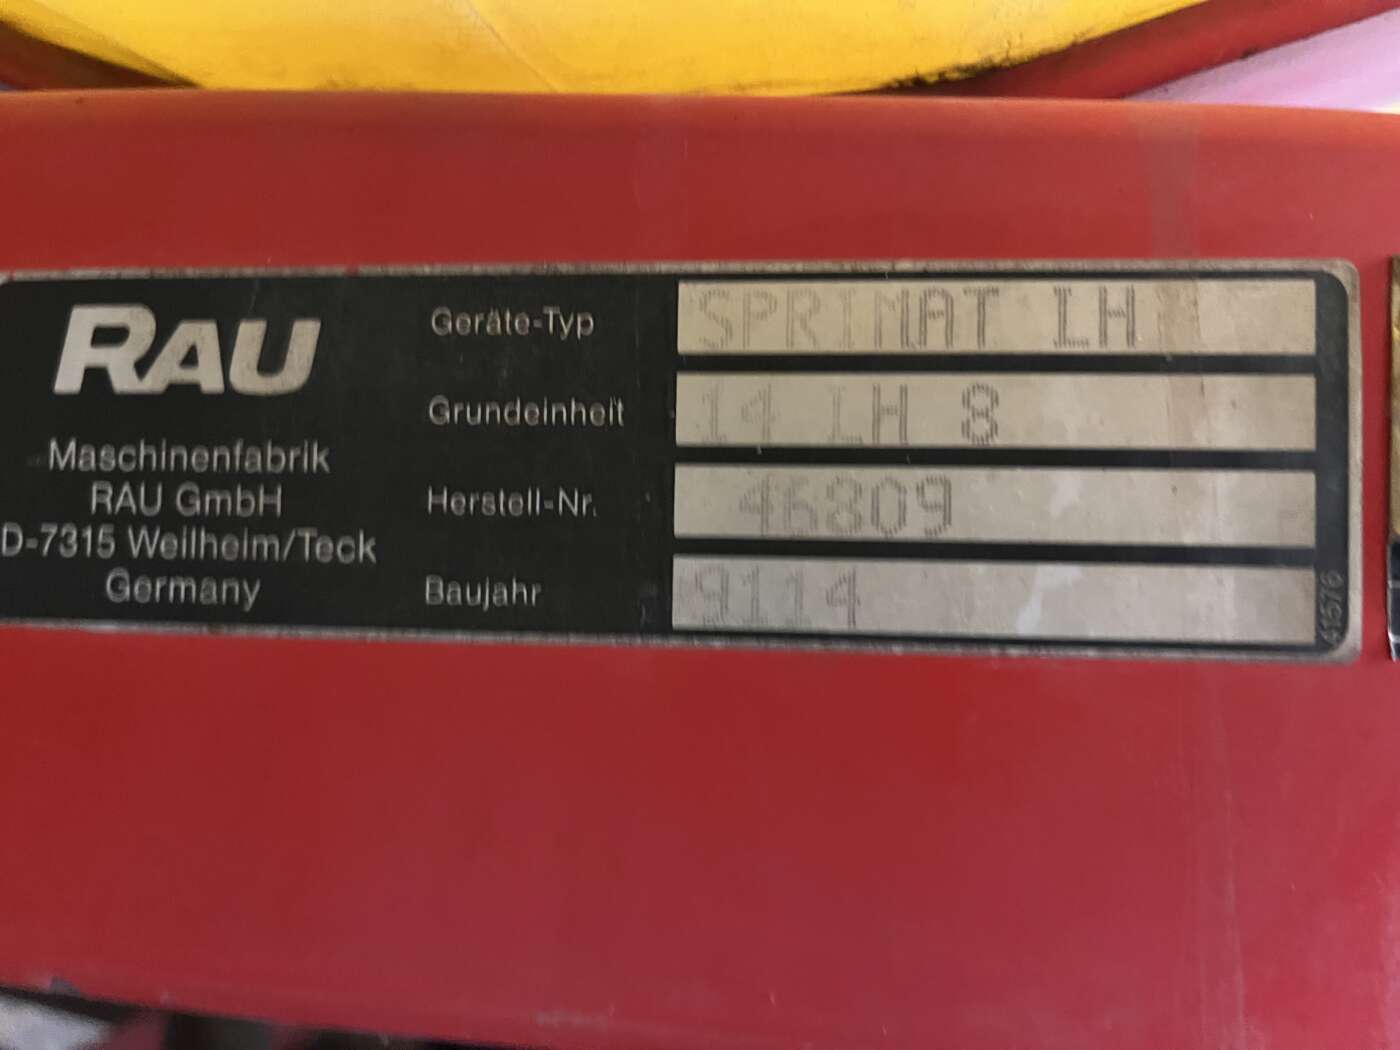 RAU
Maschinenfabrik
RAU GmbH
D-7315 Weilheim/Teck
Germany
Geräte-Typ SPRINAT LH
Grundeinheit 14 LH 8
Herstell-Nr. 46809
Baujahr 9114
41576